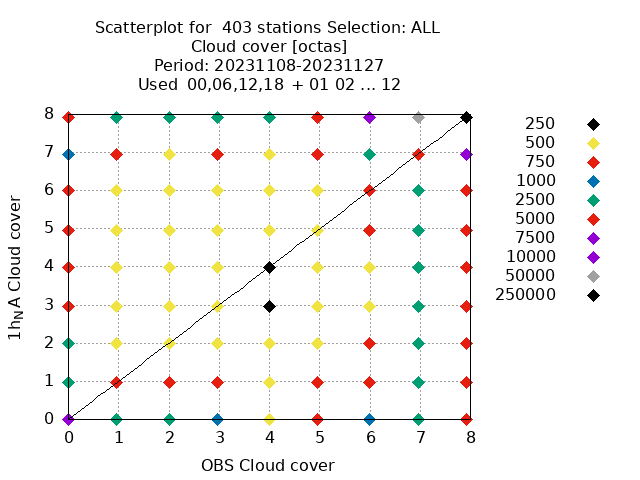 Scatterplot for  403 stations Selection: ALL
Cloud cover [octas]
Period: 20231108-20231127
Used  00,06,12,18  + 01 02 ... 12
8
7
6
5
4
3
2
1
0
0 1 2 3 4 5 6 7 8
1h_NA Cloud cover
OBS Cloud cover
250
500
750
1000
2500
5000
7500
10000
50000
250000